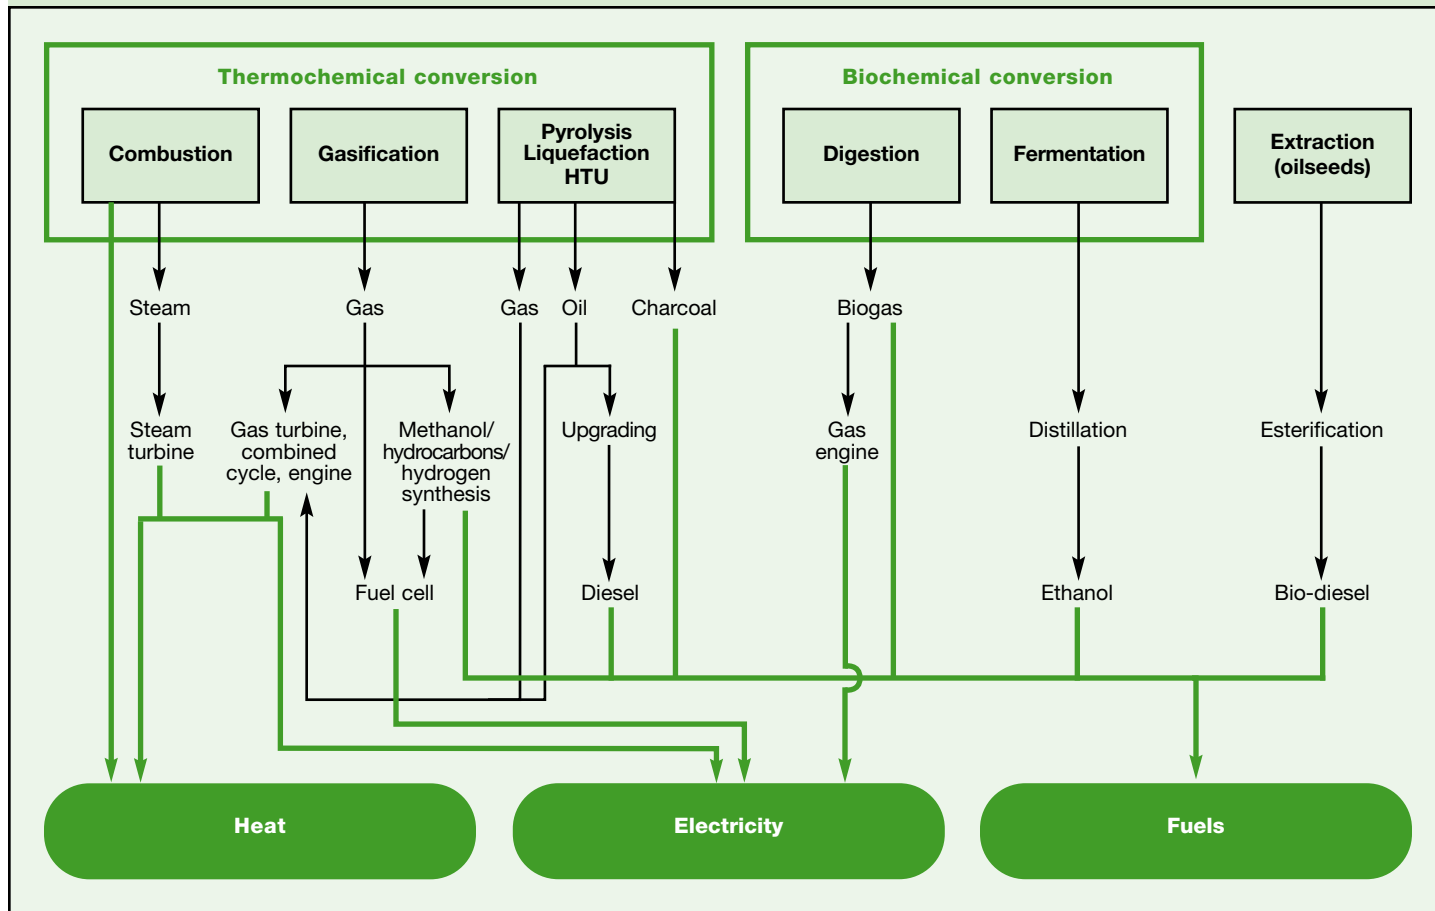 Thermochemical conversion
Biochemical conversion
Combustion
Gasification
Pyrolysis
Liquefaction
HTU
Digestion
Fermentation
Extraction
(oilseeds)
Steam
Gas
Gas
Oil
Charcoal
Biogas
Steam
turbine
Gas turbine,
combined
cycle, engine
Methanol/
hydrocarbons/
hydrogen
synthesis
Upgrading
Gas
engine
Distillation
Esterification
Fuel cell
Diesel
Ethanol
Bio-diesel
Heat
Electricity
Fuels